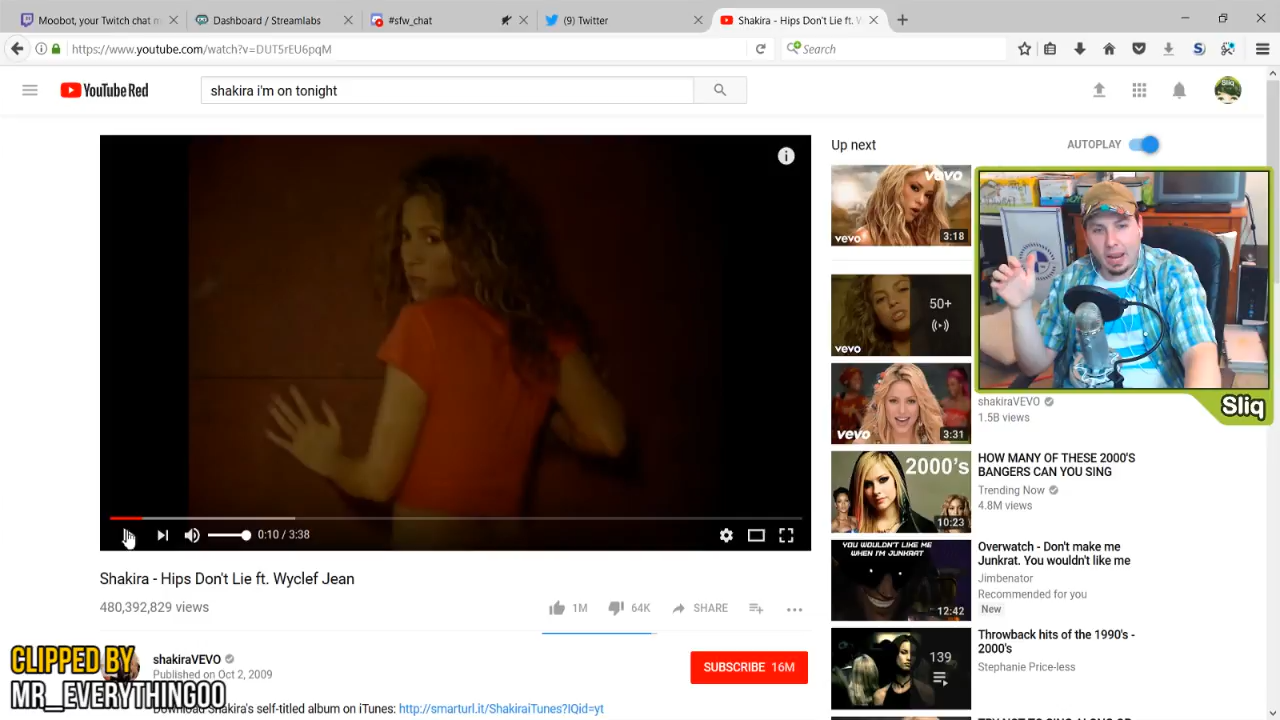 Moobot, your Twitch chat m
Dashboard / Streamlabs
#sfw_chat
(9) Twitter
Shakira - Hips Don't Lie ft. W
https://www.youtube.com/watch?v=DUT5rEU6pqM
Search
YouTube Red
shakira i'm on tonight
Up next
AUTOPLAY
vevo
vevo
3:18
50+
vevo
vevo
3:31
shakiraVEVO
1.5B views
Sliq
2000's
10:23
HOW MANY OF THESE 2000'S
BANGERS CAN YOU SING
Trending Now
4.8M views
YOU WOULDN'T LIKE ME
WHEN I'M JUNKRAT
12:42
Overwatch - Don't make me
Junkrat. You wouldn't like me
Jimbenator
Recommended for you
New
139
Throwback hits of the 1990's -
2000's
Stephanie Price-less
0:10 / 3:38
Shakira - Hips Don't Lie ft. Wyclef Jean
480,392,829 views
1M
64K
SHARE
shakiraVEVO
Published on Oct 2, 2009
SUBSCRIBE 16M
Download Shakira's self titled album on iTunes: http://smarturl.it/ShakiraiTunes?IQid=yt
CLIPPED BY
MR_EVERYTHINGOO